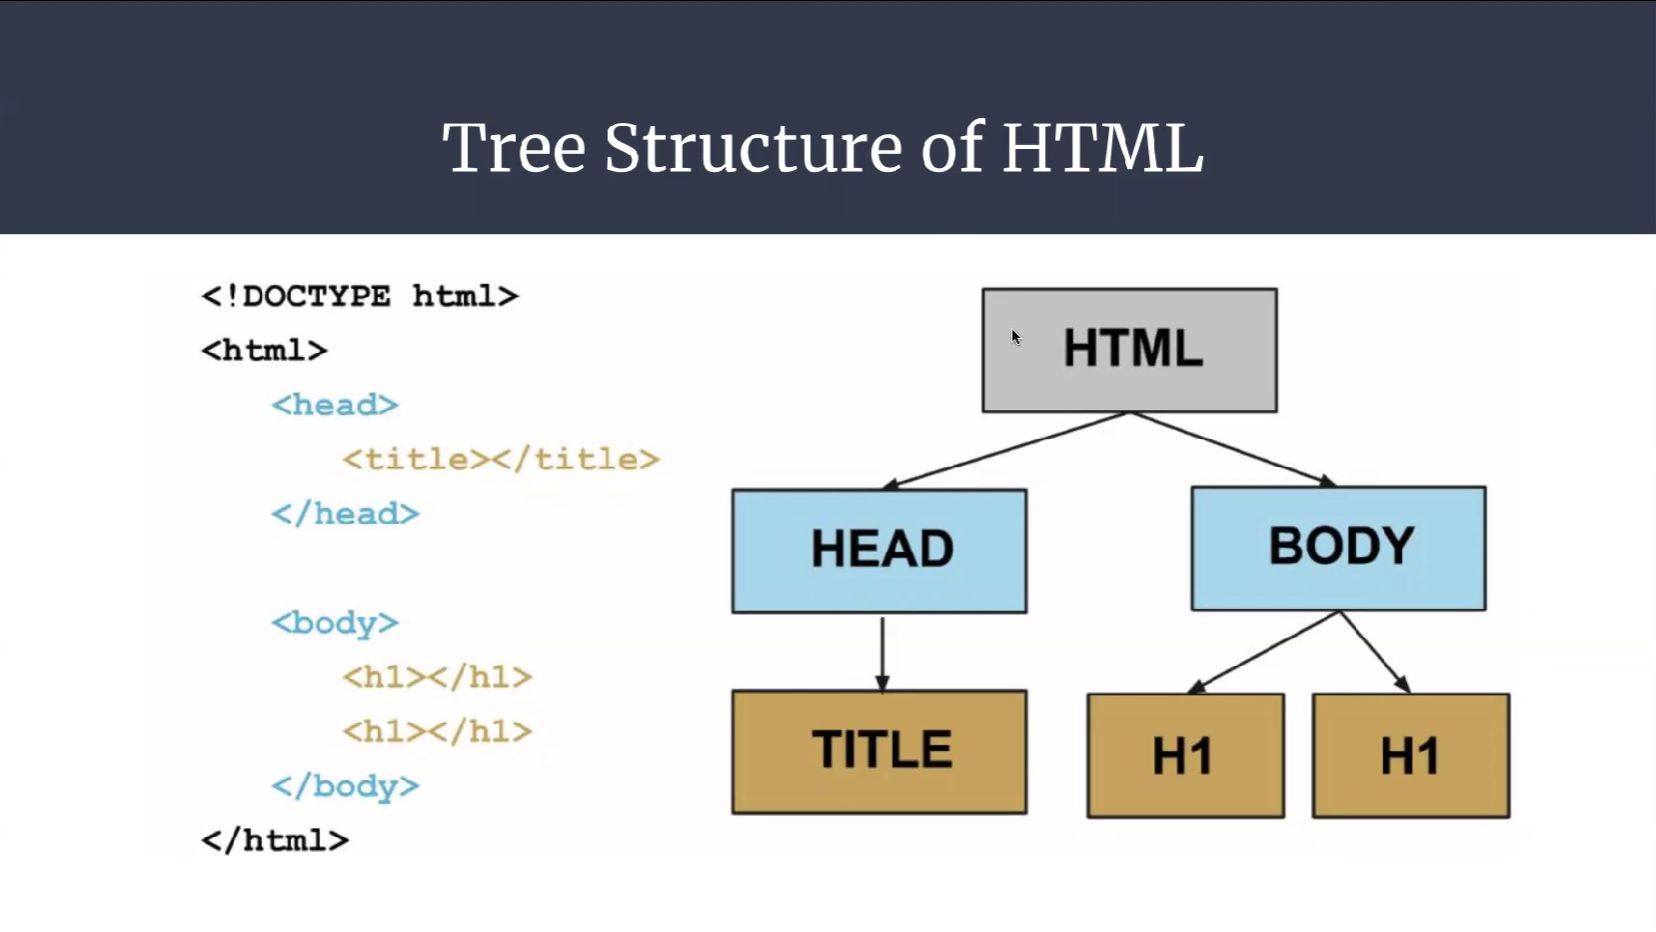 Tree Structure of HTML
<!DOCTYPE html>
<html>
<head>
<title></title>
</head>
<body>
<h1></h1>
<h1></h1>
</body>
</html>
HTML
HEAD
BODY
TITLE
H1
H1